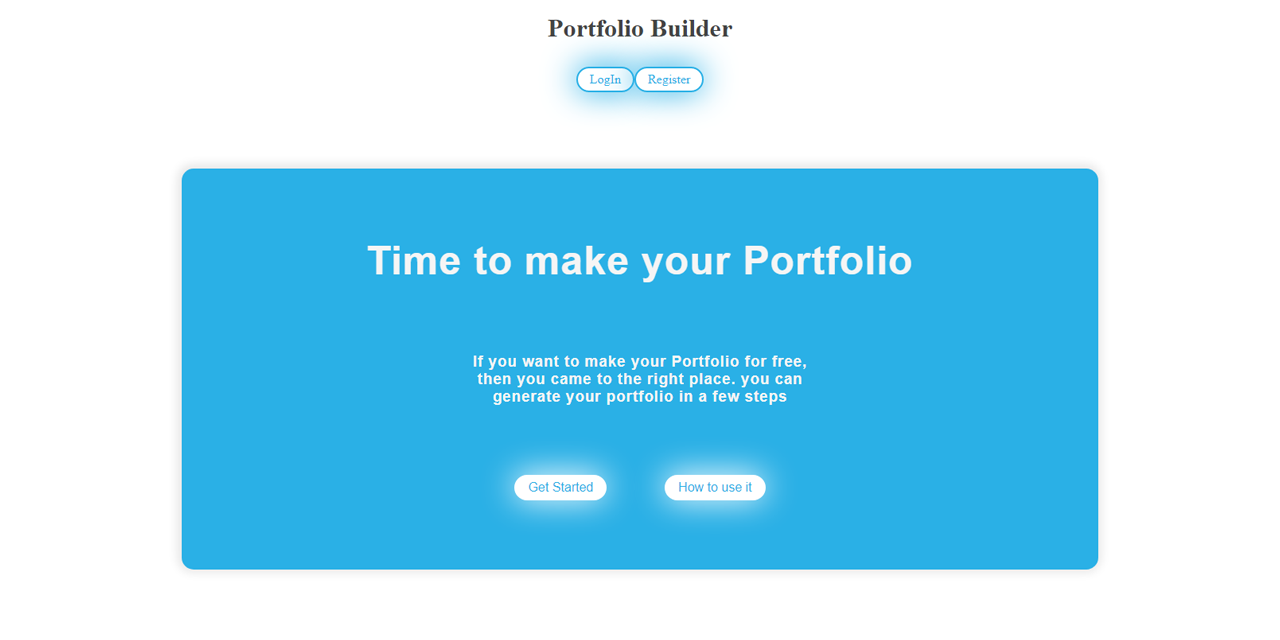 Portfolio Builder
LogIn Register
Time to make your Portfolio
If you want to make your Portfolio for free,
then you came to the right place. you can
generate your portfolio in a few steps
Get Started How to use it